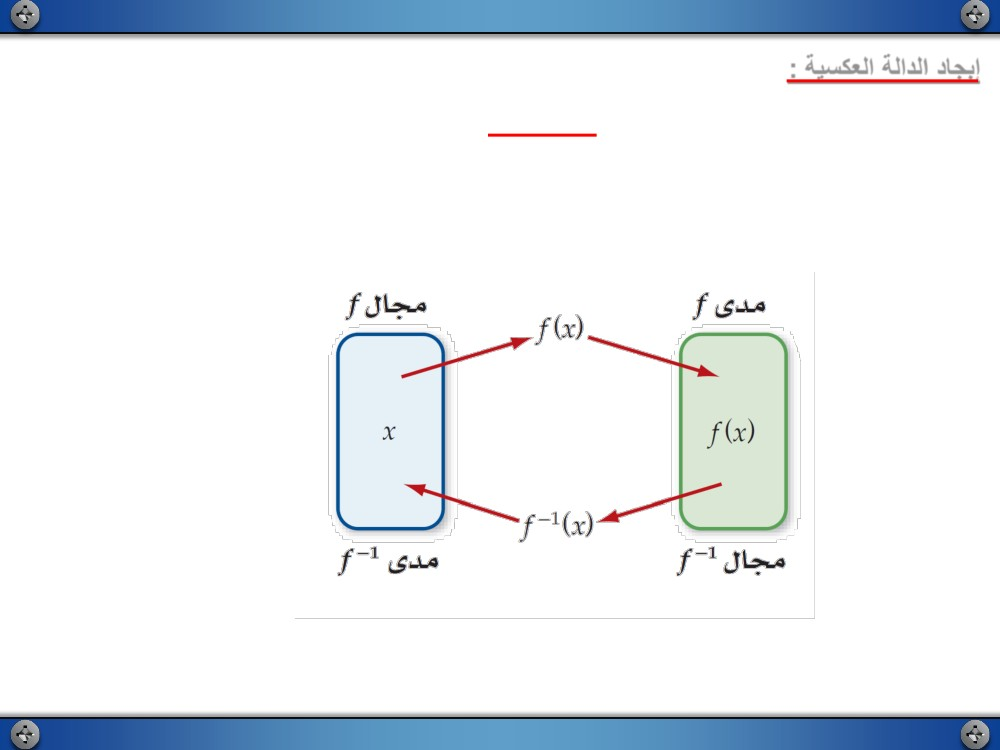 إيجاد الدالة العكسية :
مدى f
مجال f
f(x)
x
f(x)
f⁻¹(x)
مجال f⁻¹
مدى f⁻¹